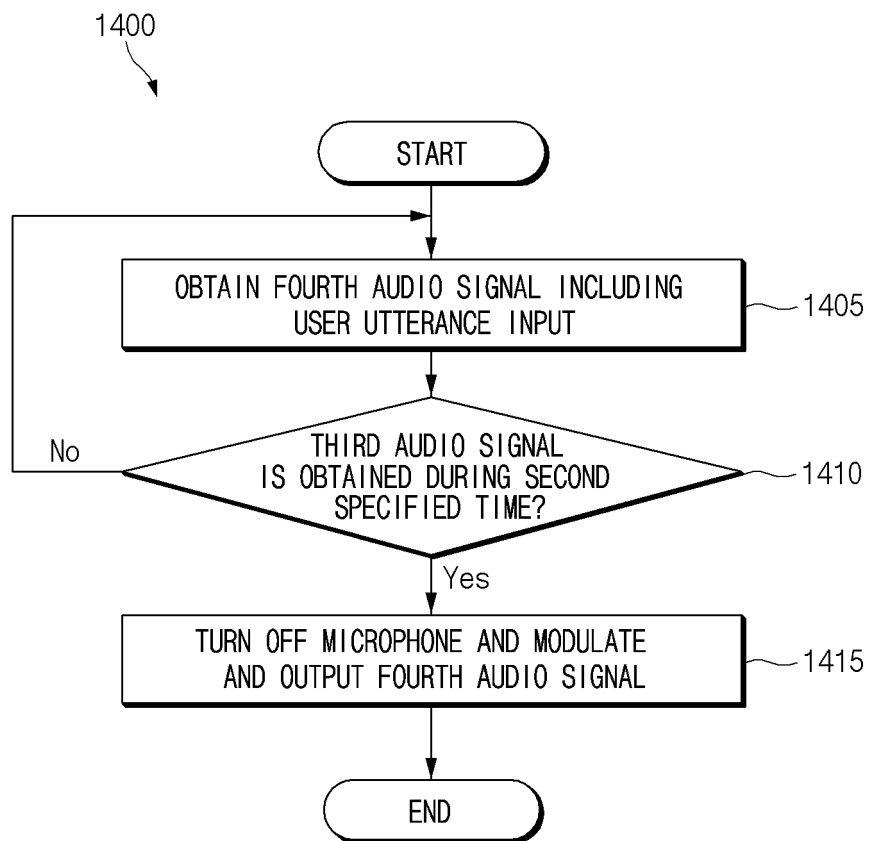 1400
START
OBTAIN FOURTH AUDIO SIGNAL INCLUDING
USER UTTERANCE INPUT
1405
No
THIRD AUDIO SIGNAL
IS OBTAINED DURING SECOND
SPECIFIED TIME?
1410
Yes
TURN OFF MICROPHONE AND MODULATE
AND OUTPUT FOURTH AUDIO SIGNAL
1415
END